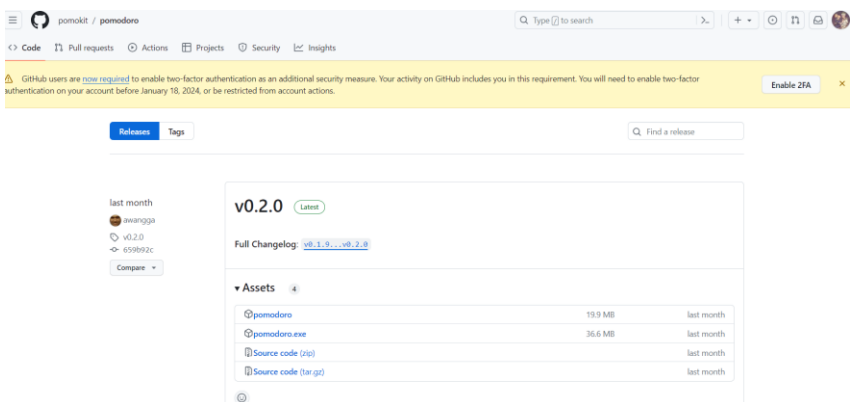 pomokit / pomodoro
Type / to search
Code Pull requests Actions Projects Security Insights
GitHub users are now required to enable two-factor authentication as an additional security measure. Your activity on GitHub includes you in this requirement. You will need to enable two-factor
authentication on your account before January 18, 2024, or be restricted from account actions.
Enable 2FA
Releases Tags
Find a release
last month
awangga
v0.2.0
659b92c
Compare
v0.2.0 Latest
Full Changelog: v0.1.9...v0.2.0
Assets 4
pomodoro 19.9 MB last month
pomodoro.exe 36.6 MB last month
Source code (zip) last month
Source code (tar.gz) last month